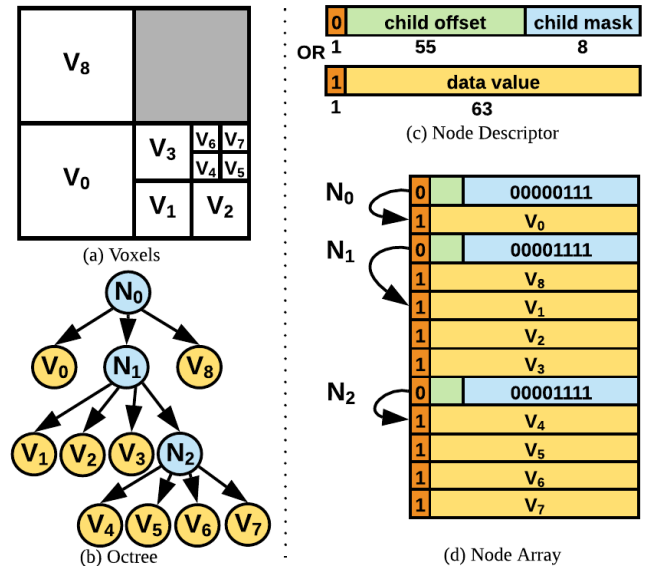 V8
V6 V7
V3
V4 V5
V0
V1 V2
(a) Voxels
N0
V0 N1 V8
V1 V2 V3 N2
V4 V5 V6 V7
(b) Octree
0 child offset child mask
OR 1 55 8
1 data value
1 63
(c) Node Descriptor
N0 0 00000111
1 V0
N1 0 00001111
1 V8
1 V1
1 V2
1 V3
N2 0 00001111
1 V4
1 V5
1 V6
1 V7
(d) Node Array